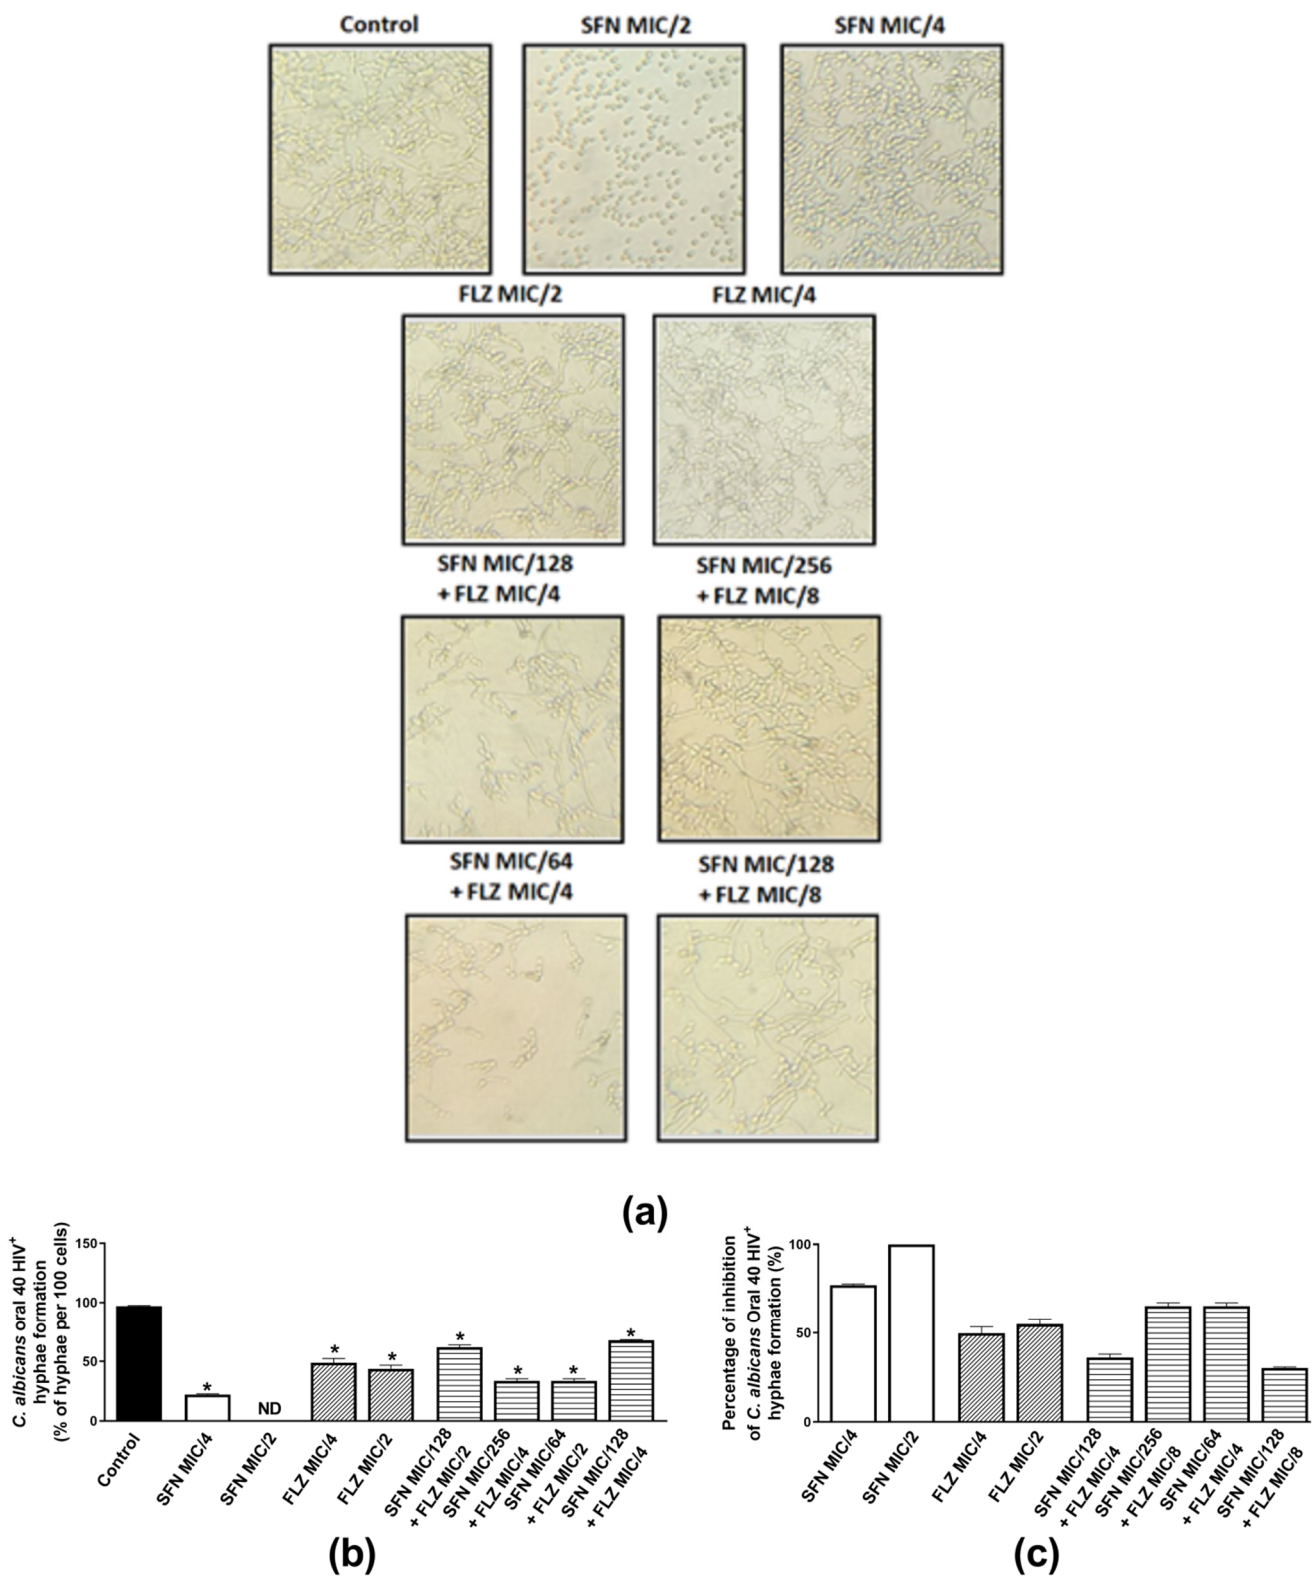 Control
SFN MIC/2
SFN MIC/4
FLZ MIC/2
FLZ MIC/4
SFN MIC/128
+ FLZ MIC/4
SFN MIC/256
+ FLZ MIC/8
SFN MIC/64
+ FLZ MIC/4
SFN MIC/128
+ FLZ MIC/8
(a)
C. albicans oral 40 HIV+
hyphae formation
(% of hyphae per 100 cells)
150
100
50
0
*
ND
*
*
*
*
*
*
Control
SFN MIC/4
SFN MIC/2
FLZ MIC/4
FLZ MIC/2
SFN MIC/128
+ FLZ MIC/2
SFN MIC/256
+ FLZ MIC/4
SFN MIC/64
+ FLZ MIC/2
SFN MIC/128
+ FLZ MIC/4
(b)
Percentage of inhibition
of C. albicans Oral 40 HIV+
hyphae formation (%)
100
50
0
SFN MIC/4
SFN MIC/2
FLZ MIC/4
FLZ MIC/2
SFN MIC/128
+ FLZ MIC/4
SFN MIC/256
+ FLZ MIC/8
SFN MIC/64
+ FLZ MIC/4
SFN MIC/128
+ FLZ MIC/8
(c)